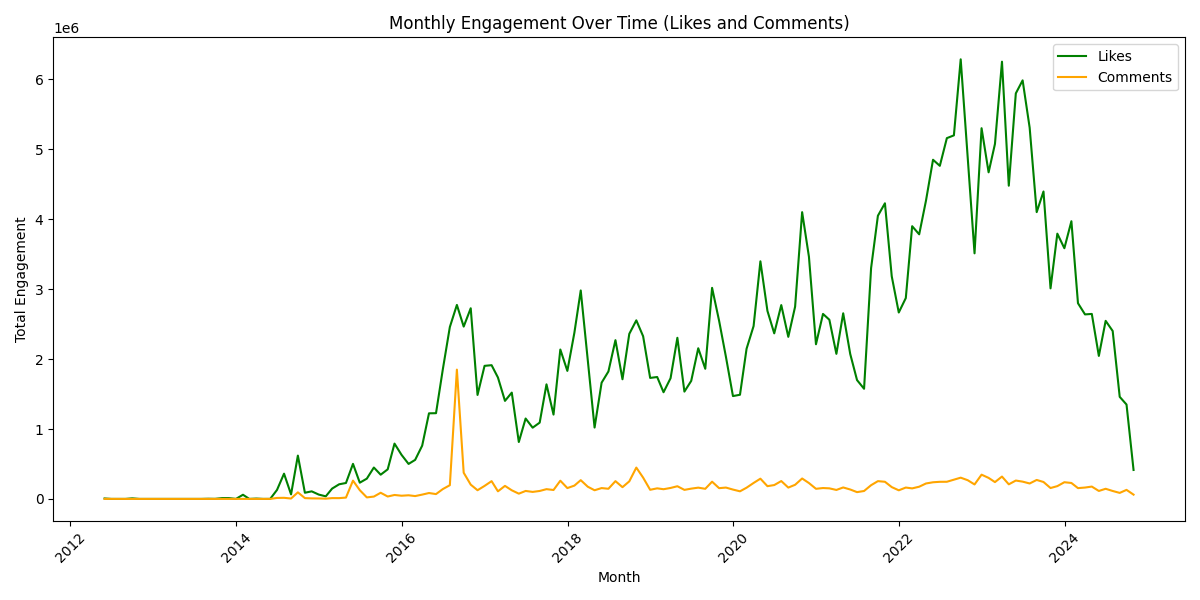 Monthly Engagement Over Time (Likes and Comments)
1e6
Likes
Comments
6
5
4
3
2
1
0
Total Engagement
2012
2014
2016
2018
2020
2022
2024
Month